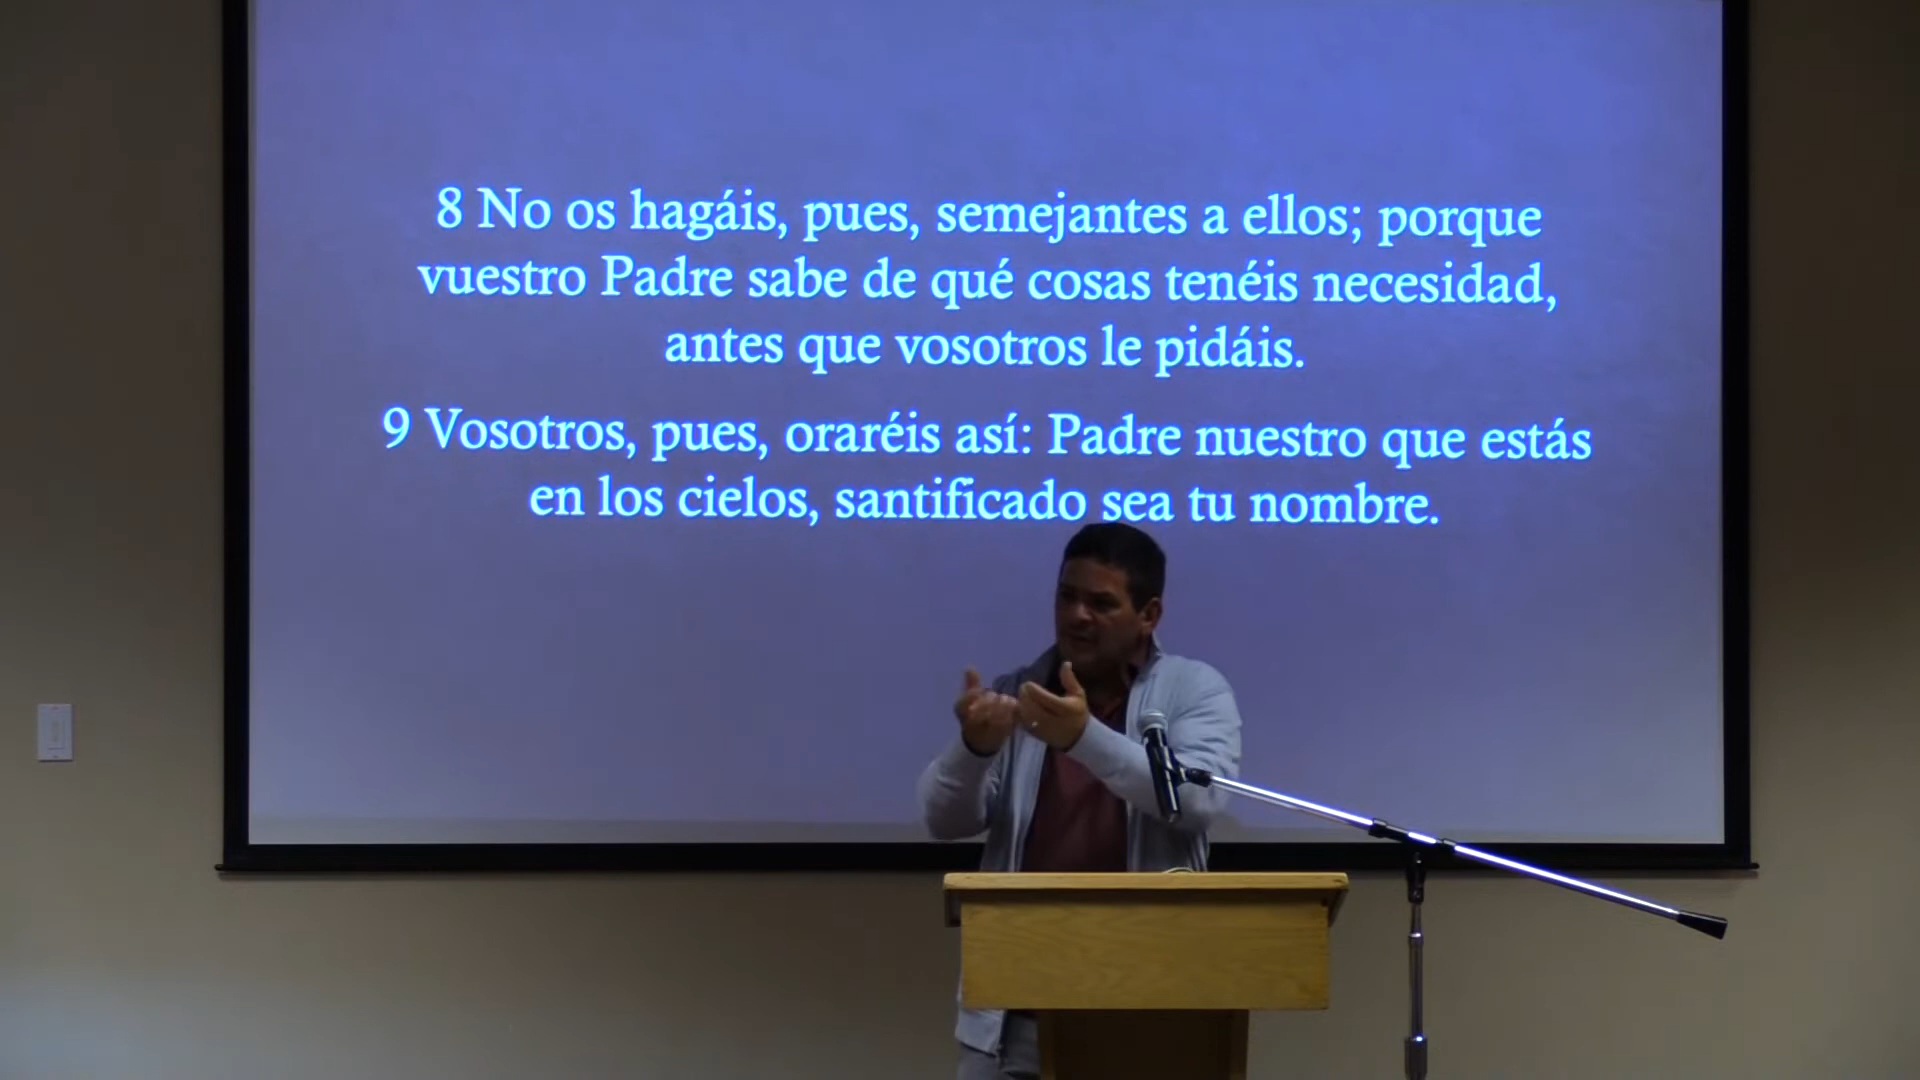 8 No os hagáis, pues, semejantes a ellos; porque
vuestro Padre sabe de qué cosas tenéis necesidad,
antes que vosotros le pidáis.
9 Vosotros, pues, oraréis así: Padre nuestro que estás
en los cielos, santificado sea tu nombre.